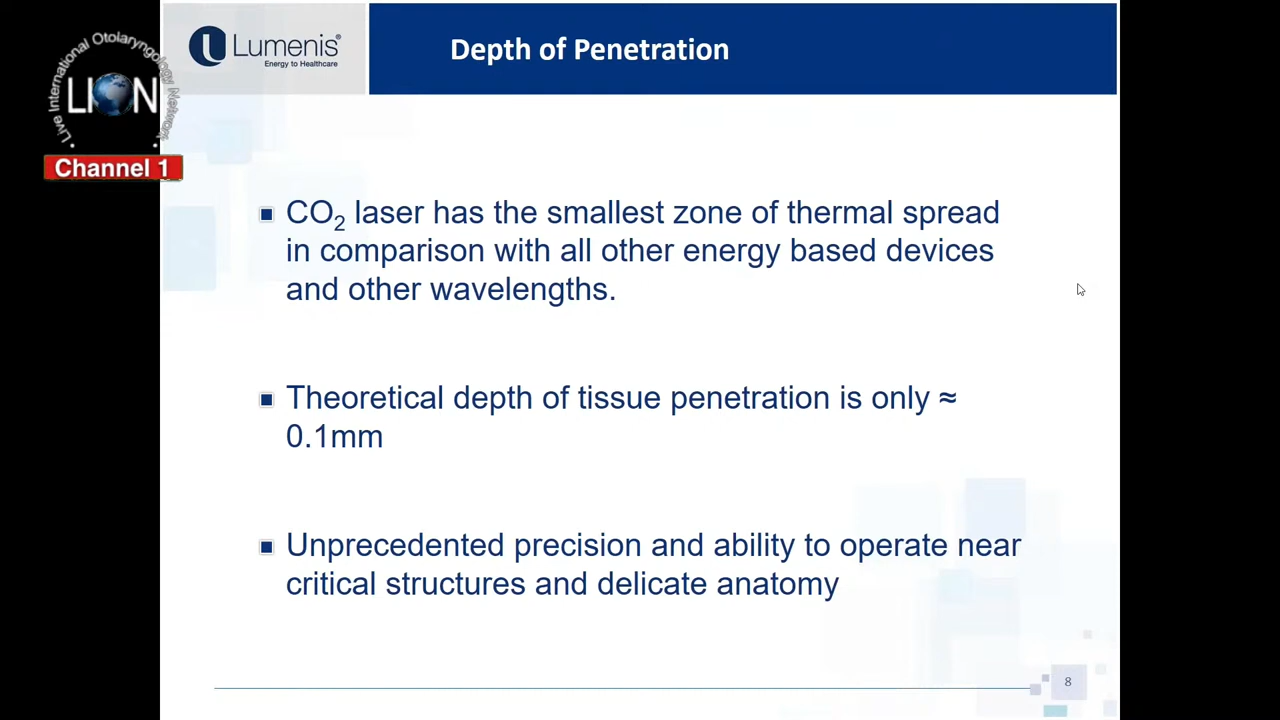 Lumenis®
Energy to Healthcare
Depth of Penetration
Live International Otolaryngology Network
LION
Channel 1
CO₂ laser has the smallest zone of thermal spread
in comparison with all other energy based devices
and other wavelengths.
Theoretical depth of tissue penetration is only ≈
0.1mm
Unprecedented precision and ability to operate near
critical structures and delicate anatomy
8